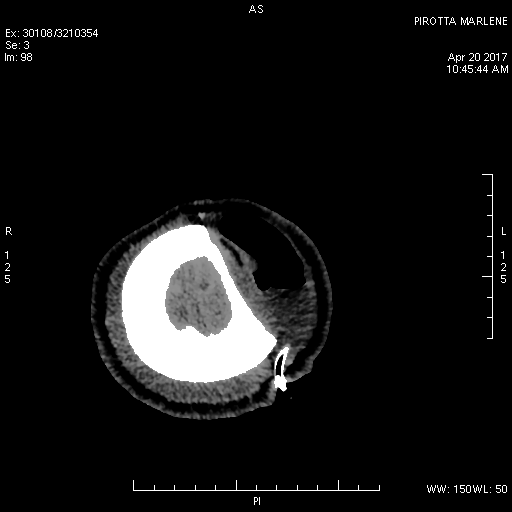 AS
Ex: 30108/3210354
Se: 3
Im: 98
PIROTTA MARLENE
Apr 20 2017
10:45:44 AM
R
1
2
5
L
1
2
5
WW: 150WL: 50
PI